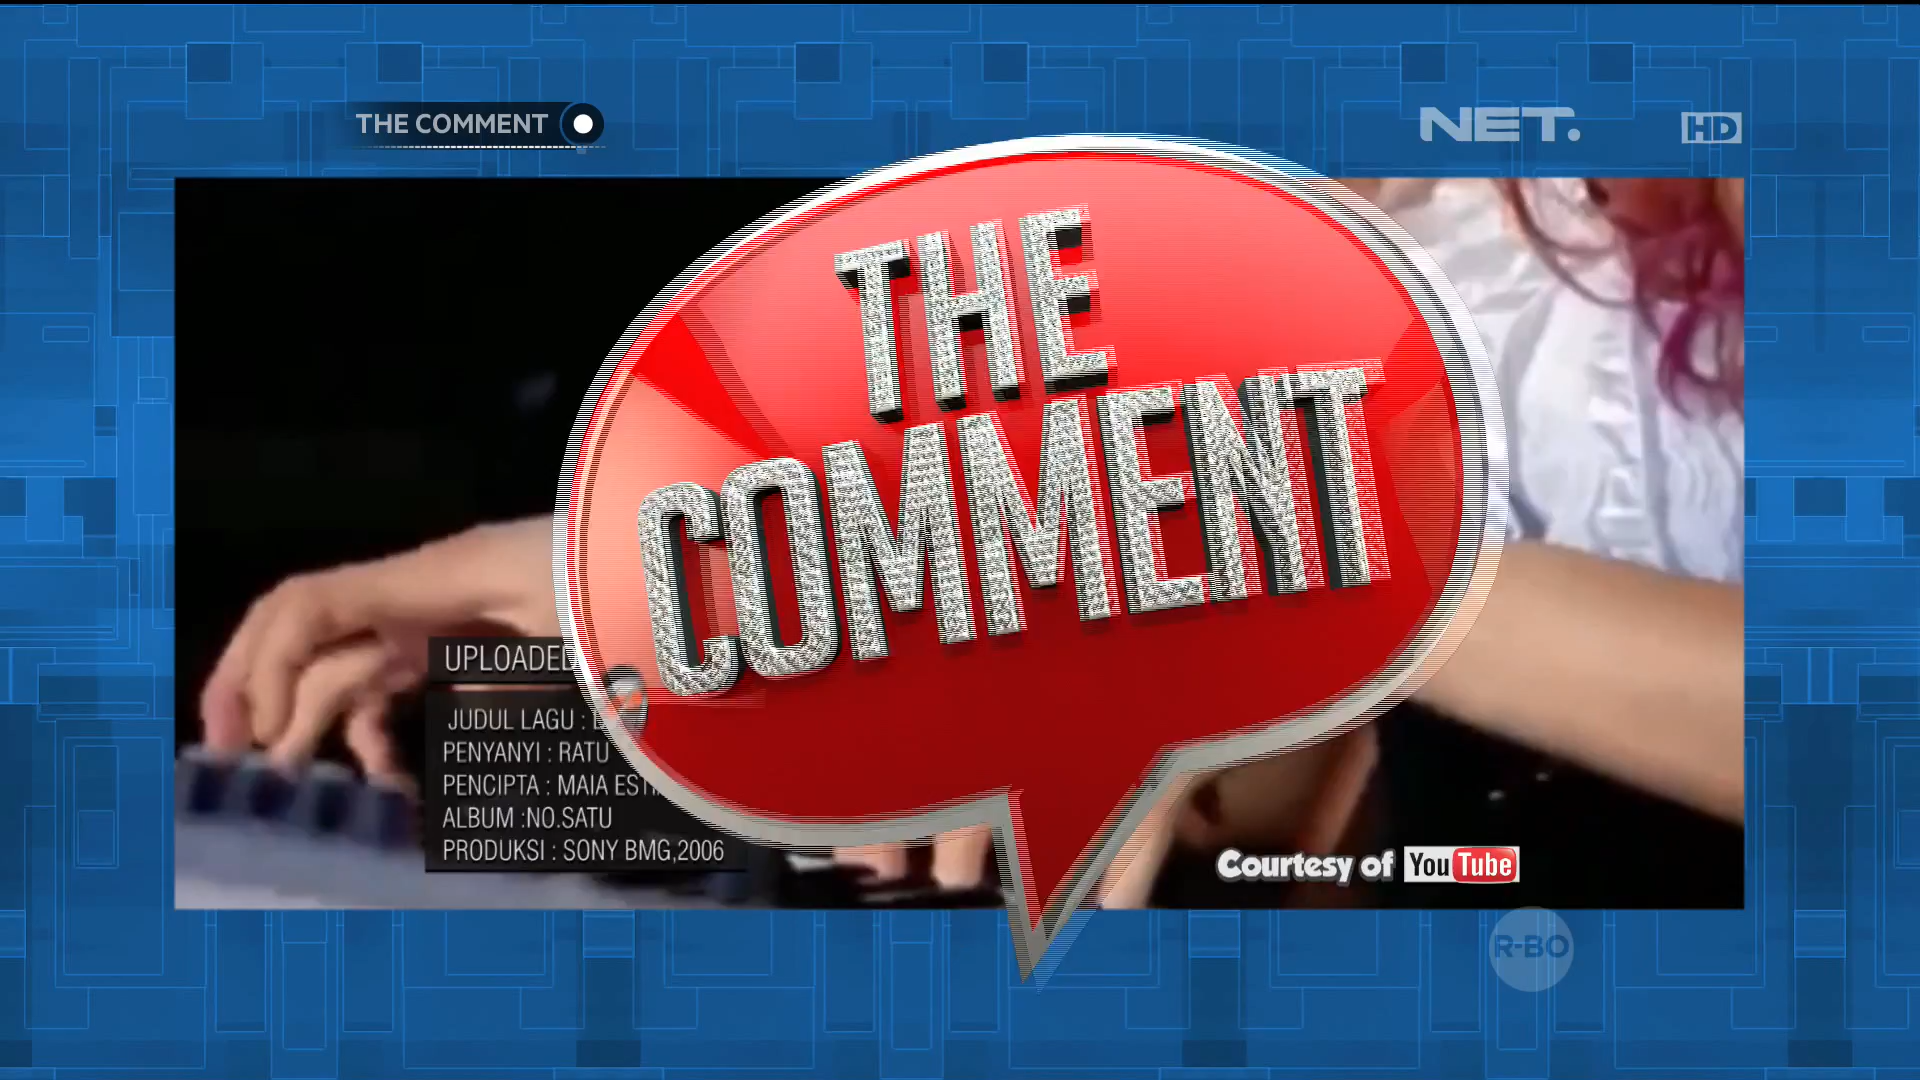 THE COMMENT
NET.
HD
THE
COMMENT
UPLOADED
JUDUL LAGU :
PENYANYI : RATU
PENCIPTA : MAIA
ALBUM :NO.SATU
PRODUKSI : SONY BMG,2006
Courtesy of YouTube
R-BO